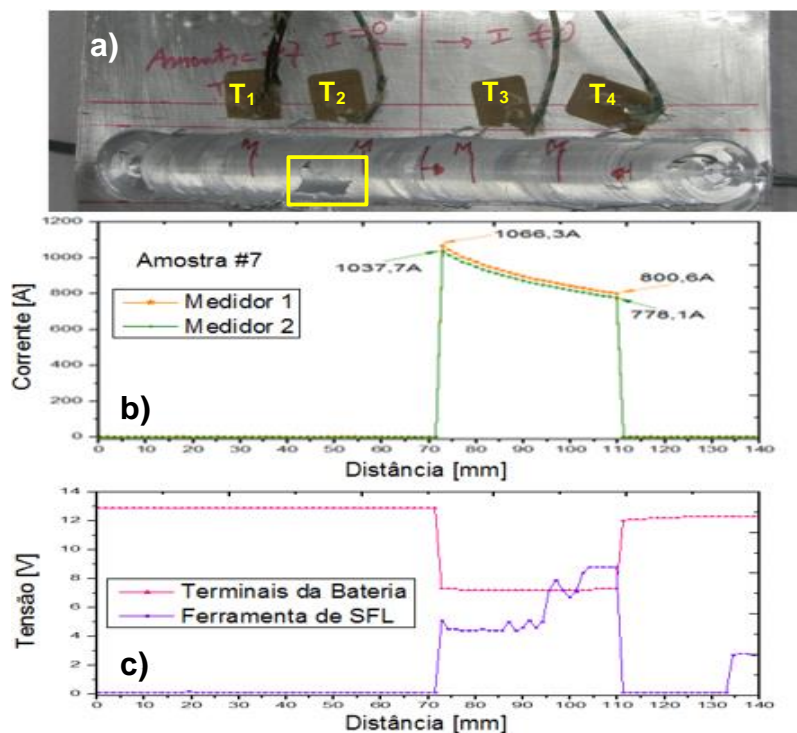 a)
I=0 → I ≠ 0
Amostra #7
T1 T2 T3 T4
b)
Corrente [A]
1200
1000
800
600
400
200
0
Amostra #7
Medidor 1
Medidor 2
1066,3A
1037,7A
800,6A
778,1A
0 10 20 30 40 50 60 70 80 90 100 110 120 130 140
Distância [mm]
c)
Tensão [V]
14
12
10
8
6
4
2
0
Terminais da Bateria
Ferramenta de SFL
0 10 20 30 40 50 60 70 80 90 100 110 120 130 140
Distância [mm]